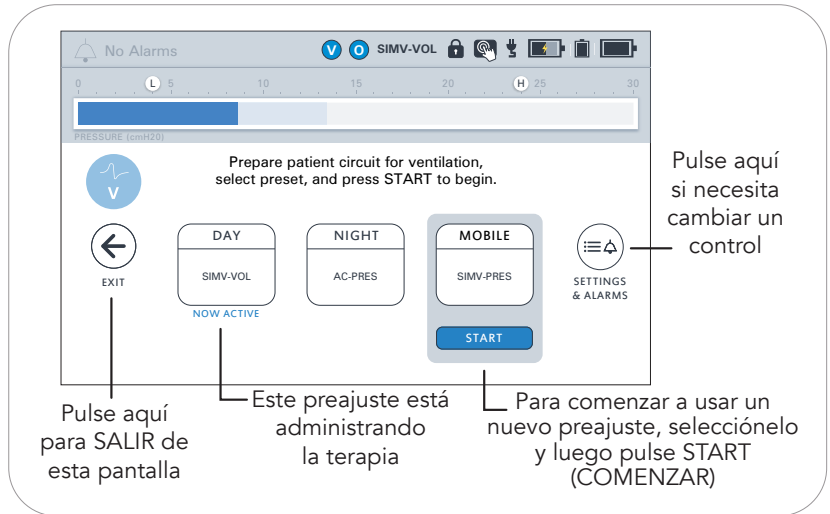 No Alarms
V O SIMV-VOL
0 L 5 10 15 20 H 25 30
PRESSURE (cmH20)
V
Prepare patient circuit for ventilation,
select preset, and press START to begin.
EXIT
DAY
SIMV-VOL
NOW ACTIVE
NIGHT
AC-PRES
MOBILE
SIMV-PRES
START
SETTINGS
& ALARMS
Pulse aquí
si necesita
cambiar un
control
Pulse aquí
para SALIR de
esta pantalla
Este preajuste está
administrando
la terapia
Para comenzar a usar un
nuevo preajuste, selecciónelo
y luego pulse START
(COMENZAR)